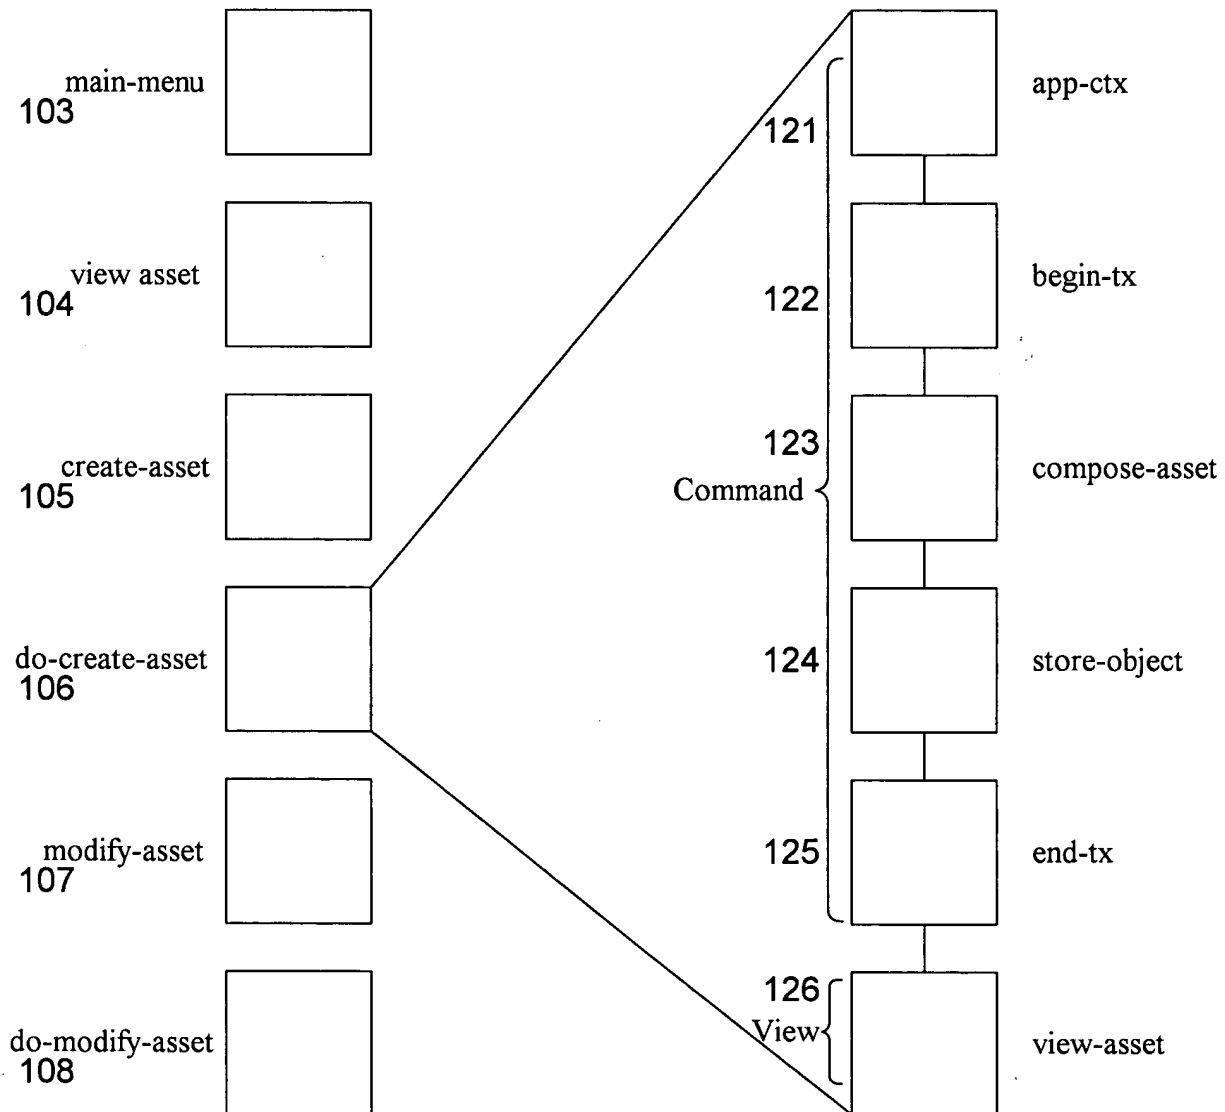 main-menu
103
view asset
104
create-asset
105
do-create-asset
106
modify-asset
107
do-modify-asset
108
121
app-ctx
122
begin-tx
123
Command
compose-asset
124
store-object
125
end-tx
126
View
view-asset